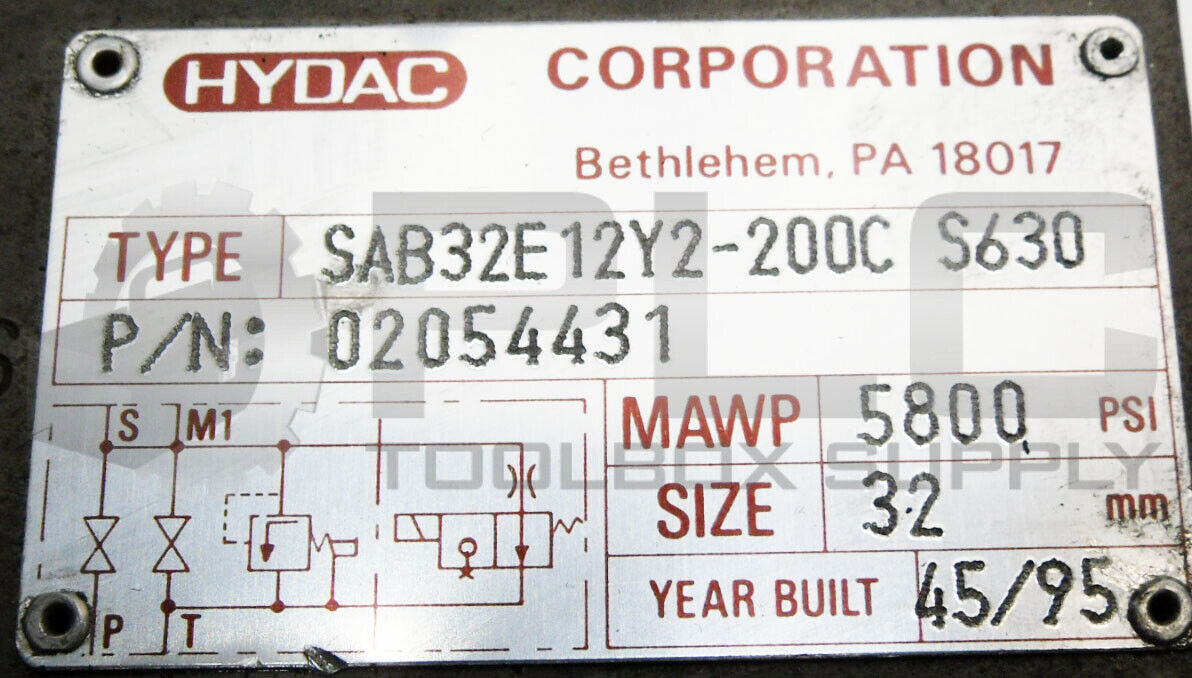 HYDAC CORPORATION
Bethlehem, PA 18017
TYPE SAB32E12Y2-200C S630
P/N: 02054431
S M1
P T
MAWP 5800 PSI
SIZE 32 mm
YEAR BUILT 45/95
PLC
TOOLBOX SUPPLY